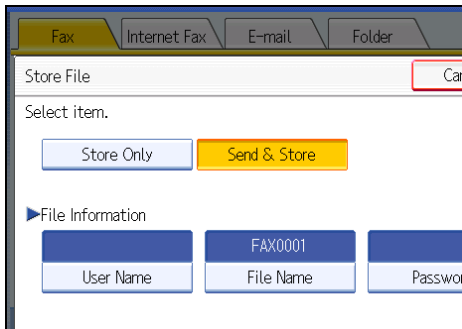 Fax Internet Fax E-mail Folder
Store File
Select item.
Store Only Send & Store
▶File Information
FAX0001
User Name File Name